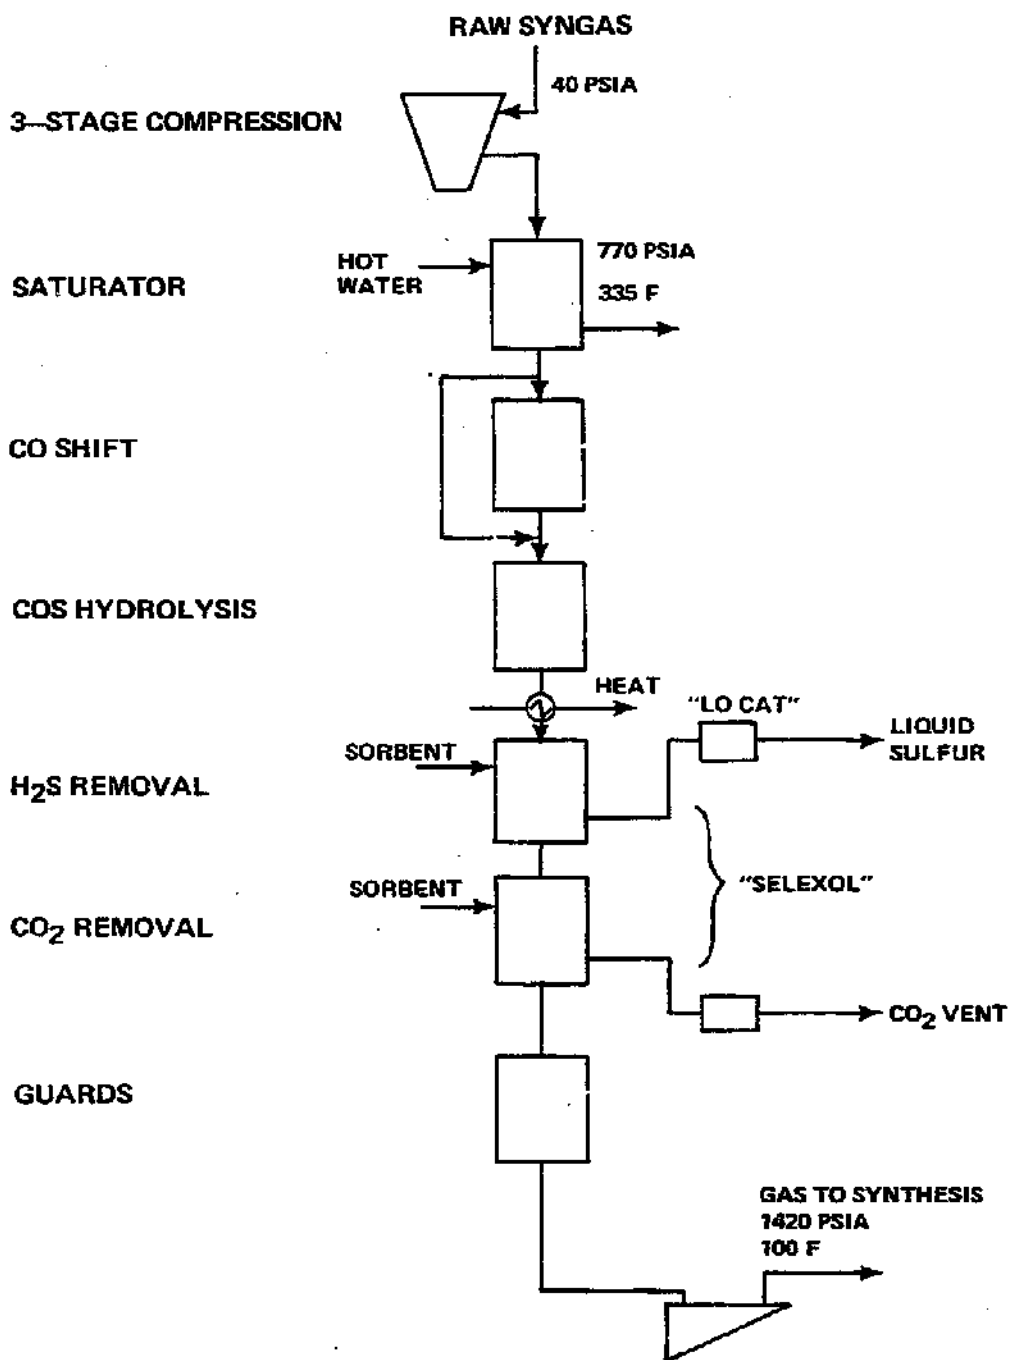 RAW SYNGAS
40 PSIA
3–STAGE COMPRESSION
SATURATOR
HOT
WATER
770 PSIA
335 F
CO SHIFT
COS HYDROLYSIS
HEAT
"LO CAT"
LIQUID
SULFUR
SORBENT
H₂S REMOVAL
"SELEXOL"
SORBENT
CO₂ REMOVAL
CO₂ VENT
GUARDS
GAS TO SYNTHESIS
1420 PSIA
100 F